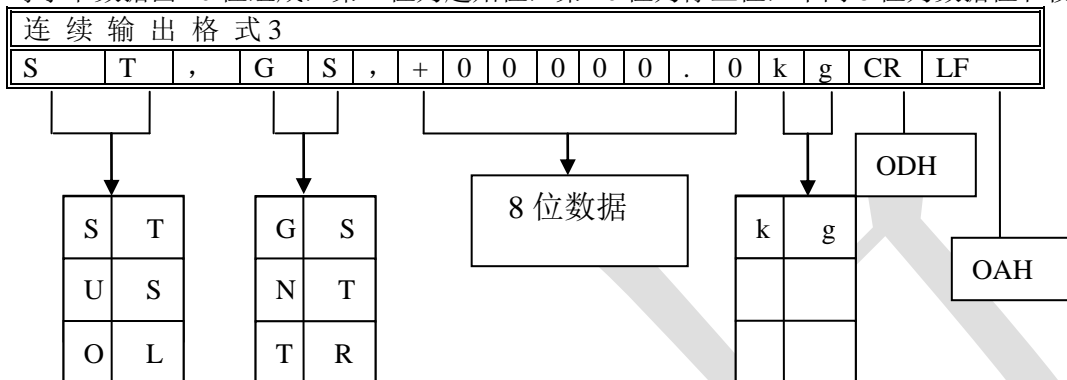 连 续 输 出 格 式 3
S T , G S , + 0 0 0 0 0 . 0 k g CR LF
ODH
8 位数据
S T G S k g
OAH
U S N T
O L T R